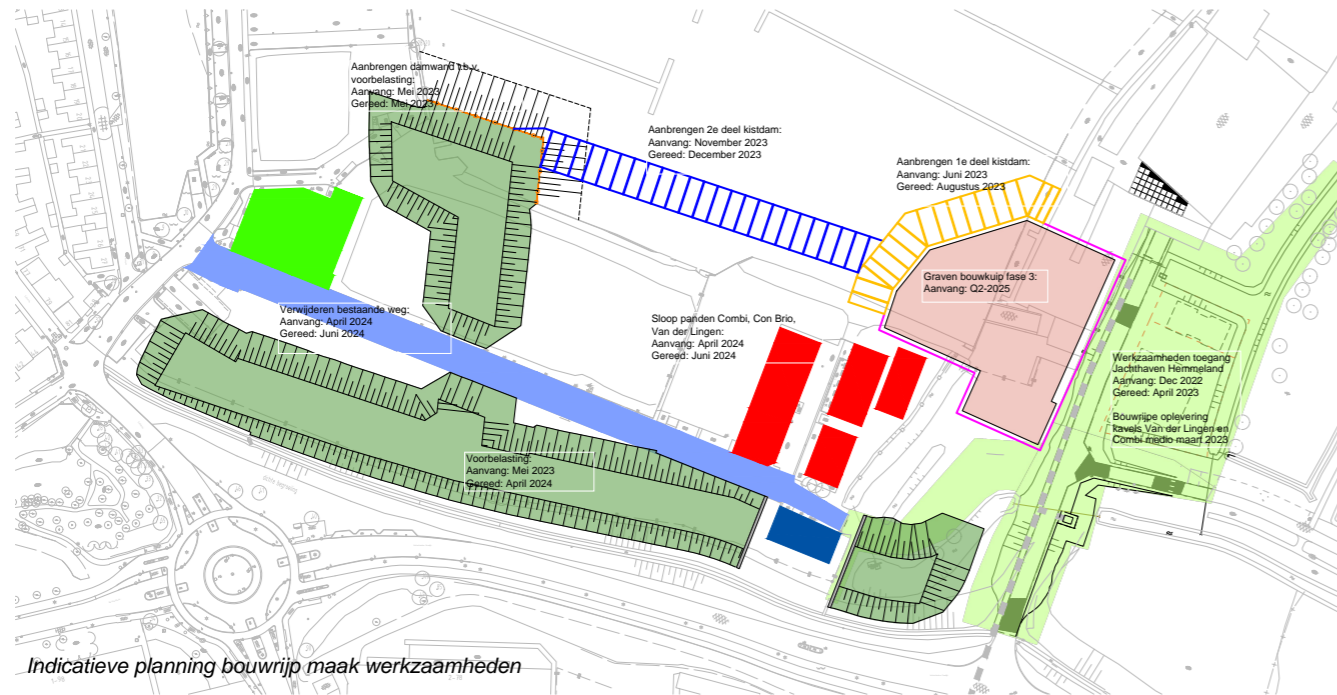 Aanbrengen damwand t.b.v.
voorbelasting:
Aanvang: Mei 2023
Gereed: Mei 2023
Aanbrengen 2e deel kistdam:
Aanvang: November 2023
Gereed: December 2023
Aanbrengen 1e deel kistdam:
Aanvang: Juni 2023
Gereed: Augustus 2023
Graven bouwkuip fase 3:
Aanvang: Q2-2025
Verwijderen bestaande weg:
Aanvang: April 2024
Gereed: Juni 2024
Sloop panden Combi, Con Brio,
Van der Lingen:
Aanvang: April 2024
Gereed: Juni 2024
Werkzaamheden toegang
Jachthaven Hemmeland
Aanvang: Dec 2022
Gereed: April 2023
Bouwrijpe oplevering
kavels Van der Lingen en
Combi medio maart 2023
Voorbelasting:
Aanvang: Mei 2023
Gereed: April 2024
Indicatieve planning bouwrijp maak werkzaamheden